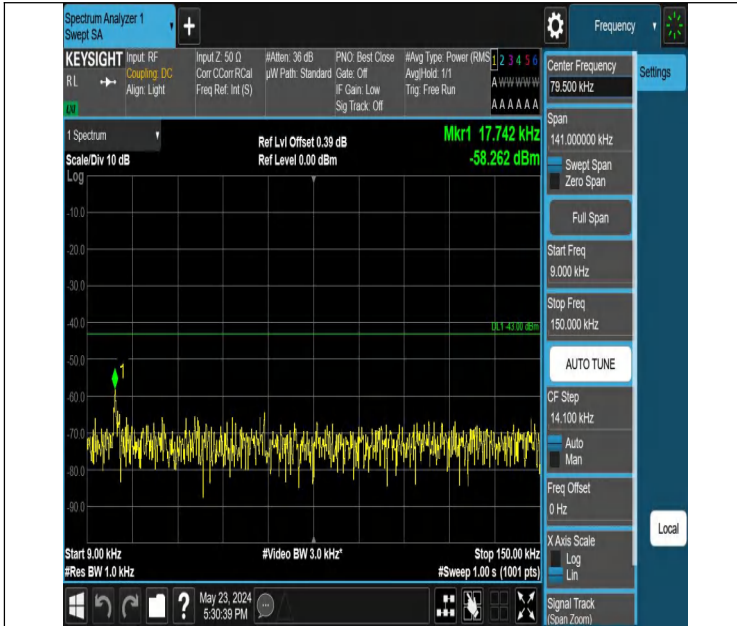 Spectrum Analyzer 1
Swept SA
+
Frequency
KEYSIGHT
RL
Input: RF
Coupling: DC
Align: Light
Input Z: 50 Ω
Corr CCorr RCal
Freq Ref: Int (S)
#Atten: 36 dB
µW Path: Standard
PNO: Best Close
Gate: Off
IF Gain: Low
Sig Track: Off
#Avg Type: Power (RMS
Avg|Hold: 1/1
Trig: Free Run
1 2 3 4 5 6
A W W W W W
A A A A A A
1 Spectrum
Scale/Div 10 dB
Ref Lvl Offset 0.39 dB
Ref Level 0.00 dBm
Mkr1 17.742 kHz
-58.262 dBm
Log
-10.0
-20.0
-30.0
-40.0
-50.0
-60.0
-70.0
-80.0
-90.0
DL1 -43.00 dBm
1
Start 9.00 kHz
#Res BW 1.0 kHz
#Video BW 3.0 kHz*
Stop 150.00 kHz
#Sweep 1.00 s (1001 pts)
?
May 23, 2024
5:30:39 PM
Center Frequency
79.500 kHz
Settings
Span
141.000000 kHz
Swept Span
Zero Span
Full Span
Start Freq
9.000 kHz
Stop Freq
150.000 kHz
AUTO TUNE
CF Step
14.100 kHz
Auto
Man
Freq Offset
0 Hz
Local
X Axis Scale
Log
Lin
Signal Track
(Span Zoom)